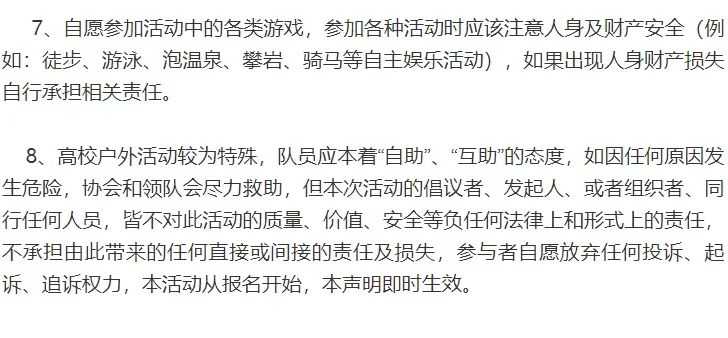 7、自愿参加活动中的各类游戏，参加各种活动时应该注意人身及财产安全（例
如：徒步、游泳、泡温泉、攀岩、骑马等自主娱乐活动），如果出现人身财产损失
自行承担相关责任。
8、高校户外活动较为特殊，队员应本着“自助”、“互助”的态度，如因任何原因发
生危险，协会和领队会尽力救助，但本次活动的倡议者、发起人、或者组织者、同
行任何人员，皆不对此活动的质量、价值、安全等负任何法律上和形式上的责任，
不承担由此带来的任何直接或间接的责任及损失，参与者自愿放弃任何投诉、起
诉、追诉权力，本活动从报名开始，本声明即时生效。